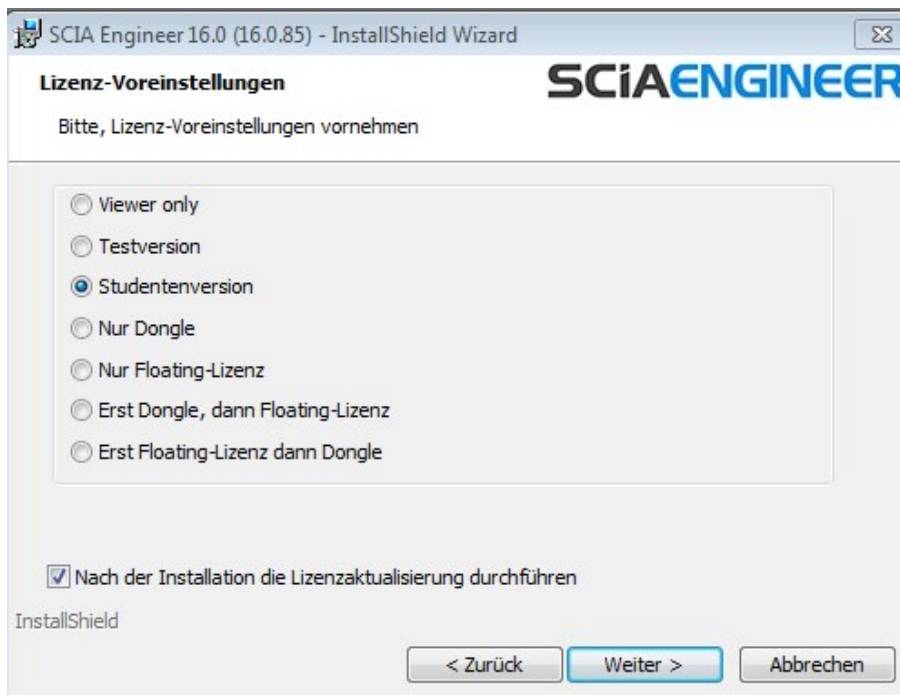 SCIA Engineer 16.0 (16.0.85) - InstallShield Wizard
Lizenz-Voreinstellungen
SCiAENGINEER
Bitte, Lizenz-Voreinstellungen vornehmen
Viewer only
Testversion
Studentenversion
Nur Dongle
Nur Floating-Lizenz
Erst Dongle, dann Floating-Lizenz
Erst Floating-Lizenz dann Dongle
Nach der Installation die Lizenzaktualisierung durchführen
InstallShield
< Zurück Weiter > Abbrechen